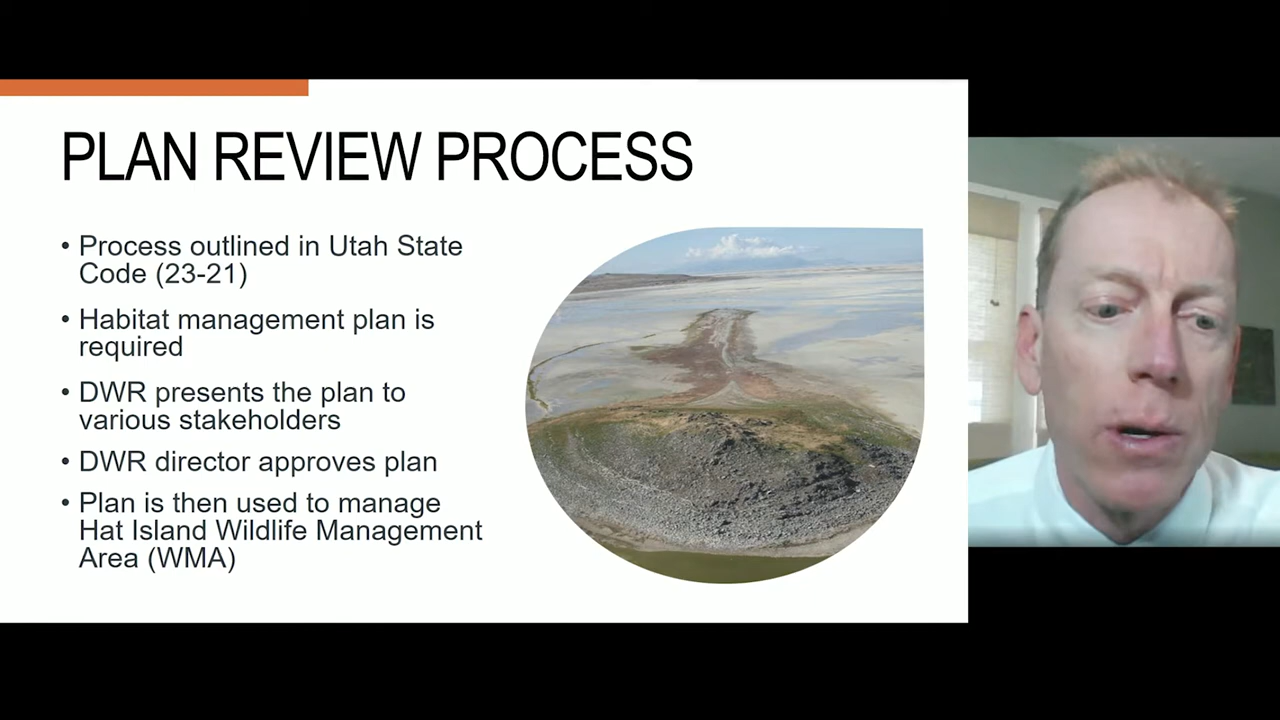 PLAN REVIEW PROCESS
• Process outlined in Utah State
Code (23-21)
• Habitat management plan is
required
• DWR presents the plan to
various stakeholders
• DWR director approves plan
• Plan is then used to manage
Hat Island Wildlife Management
Area (WMA)